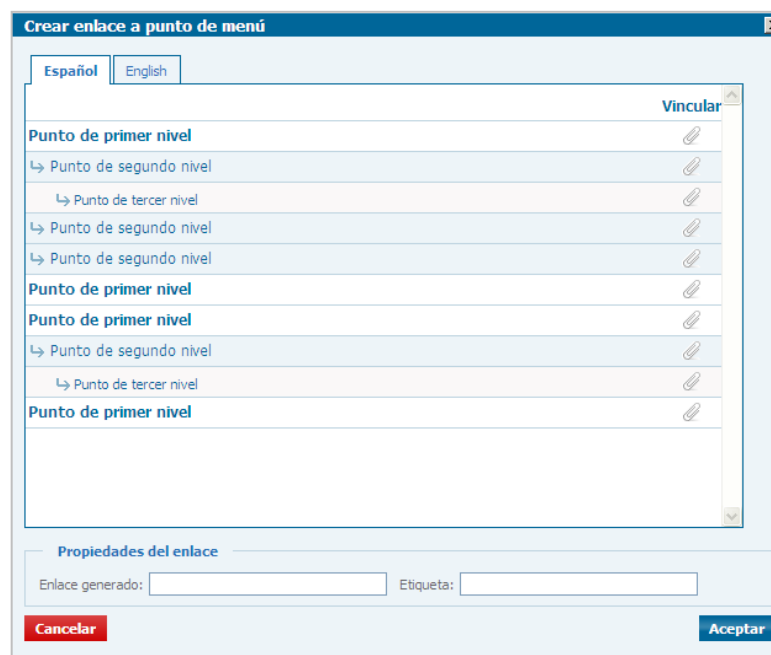 Crear enlace a punto de menú
Español English
Vincular
Punto de primer nivel
Punto de segundo nivel
Punto de tercer nivel
Punto de segundo nivel
Punto de segundo nivel
Punto de primer nivel
Punto de primer nivel
Punto de segundo nivel
Punto de tercer nivel
Punto de primer nivel
Propiedades del enlace
Enlace generado: Etiqueta:
Cancelar Aceptar